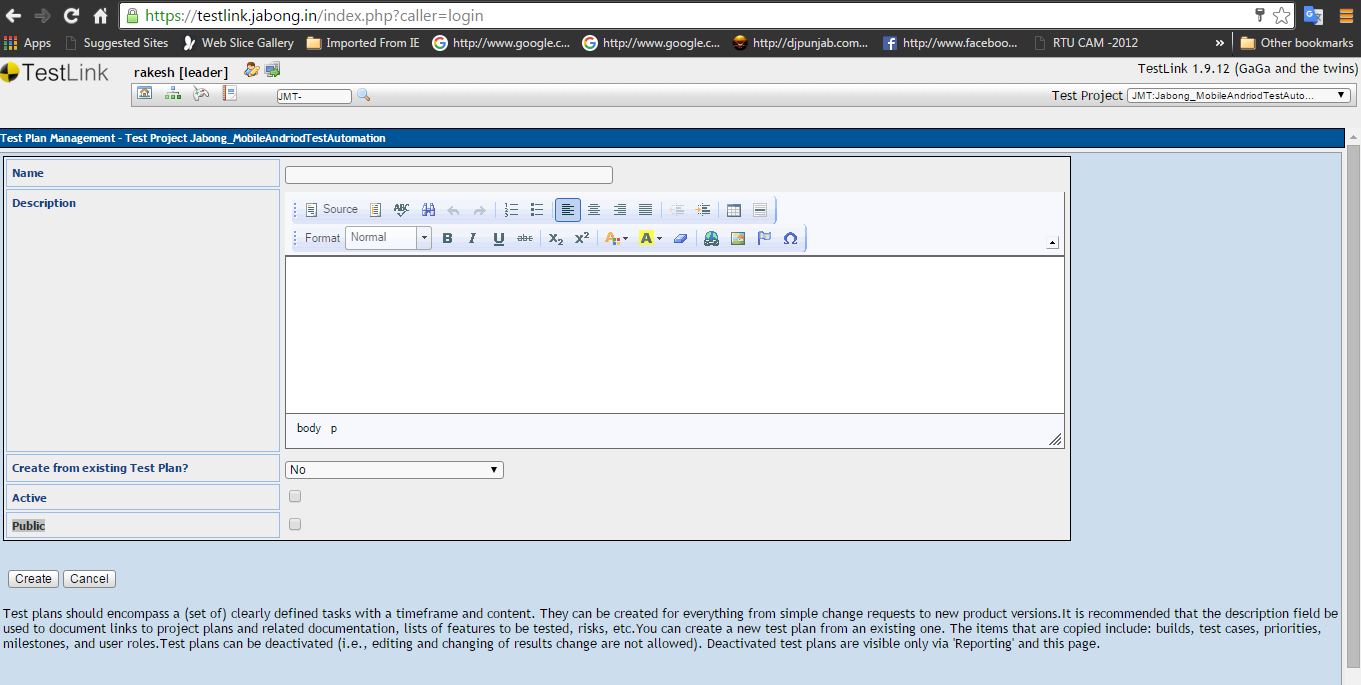 https://testlink.jabong.in/index.php?caller=login
Apps Suggested Sites Web Slice Gallery Imported From IE http://www.google.c... http://www.google.c... http://djpunjab.com... http://www.faceboo... RTU CAM -2012 » Other bookmarks
TestLink rakesh [leader] TestLink 1.9.12 (GaGa and the twins)
JMT- Test Project JMT:Jabong_MobileAndriodTestAuto...
Test Plan Management - Test Project Jabong_MobileAndriodTestAutomation
Name
Description
Source ABC
Format Normal B I U abc X₂ X² A A Ω
body p
Create from existing Test Plan? No
Active
Public
Create Cancel
Test plans should encompass a (set of) clearly defined tasks with a timeframe and content. They can be created for everything from simple change requests to new product versions.It is recommended that the description field be
used to document links to project plans and related documentation, lists of features to be tested, risks, etc.You can create a new test plan from an existing one. The items that are copied include: builds, test cases, priorities,
milestones, and user roles.Test plans can be deactivated (i.e., editing and changing of results change are not allowed). Deactivated test plans are visible only via 'Reporting' and this page.